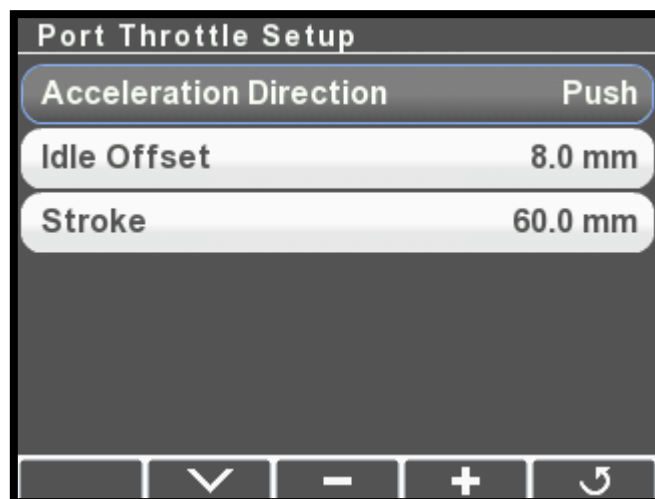 Port Throttle Setup
Acceleration Direction Push
Idle Offset 8.0 mm
Stroke 60.0 mm